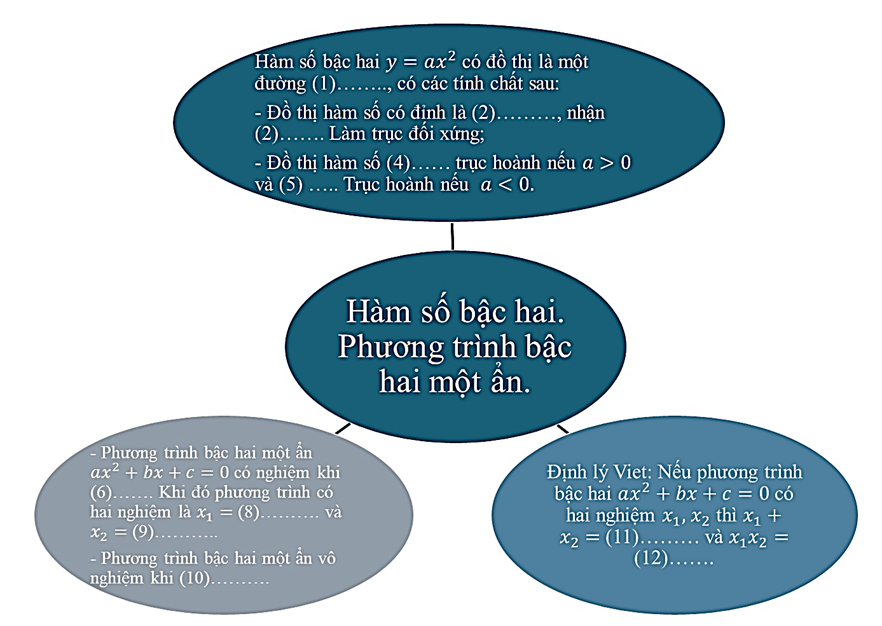 Hàm số bậc hai y = ax² có đồ thị là một
đường (1)…….., có các tính chất sau:
- Đồ thị hàm số có đỉnh là (2)………, nhận
(2)……. Làm trục đối xứng;
- Đồ thị hàm số (4)…… trục hoành nếu a > 0
và (5) ….. Trục hoành nếu a < 0.
Hàm số bậc hai.
Phương trình bậc
hai một ẩn.
- Phương trình bậc hai một ẩn
ax² + bx + c = 0 có nghiệm khi
(6)……. Khi đó phương trình có
hai nghiệm là x₁ = (8)………. và
x₂ = (9)………..
- Phương trình bậc hai một ẩn vô
nghiệm khi (10)……….
Định lý Viet: Nếu phương trình
bậc hai ax² + bx + c = 0 có
hai nghiệm x₁, x₂ thì x₁ +
x₂ = (11)……… và x₁x₂ =
(12)…….